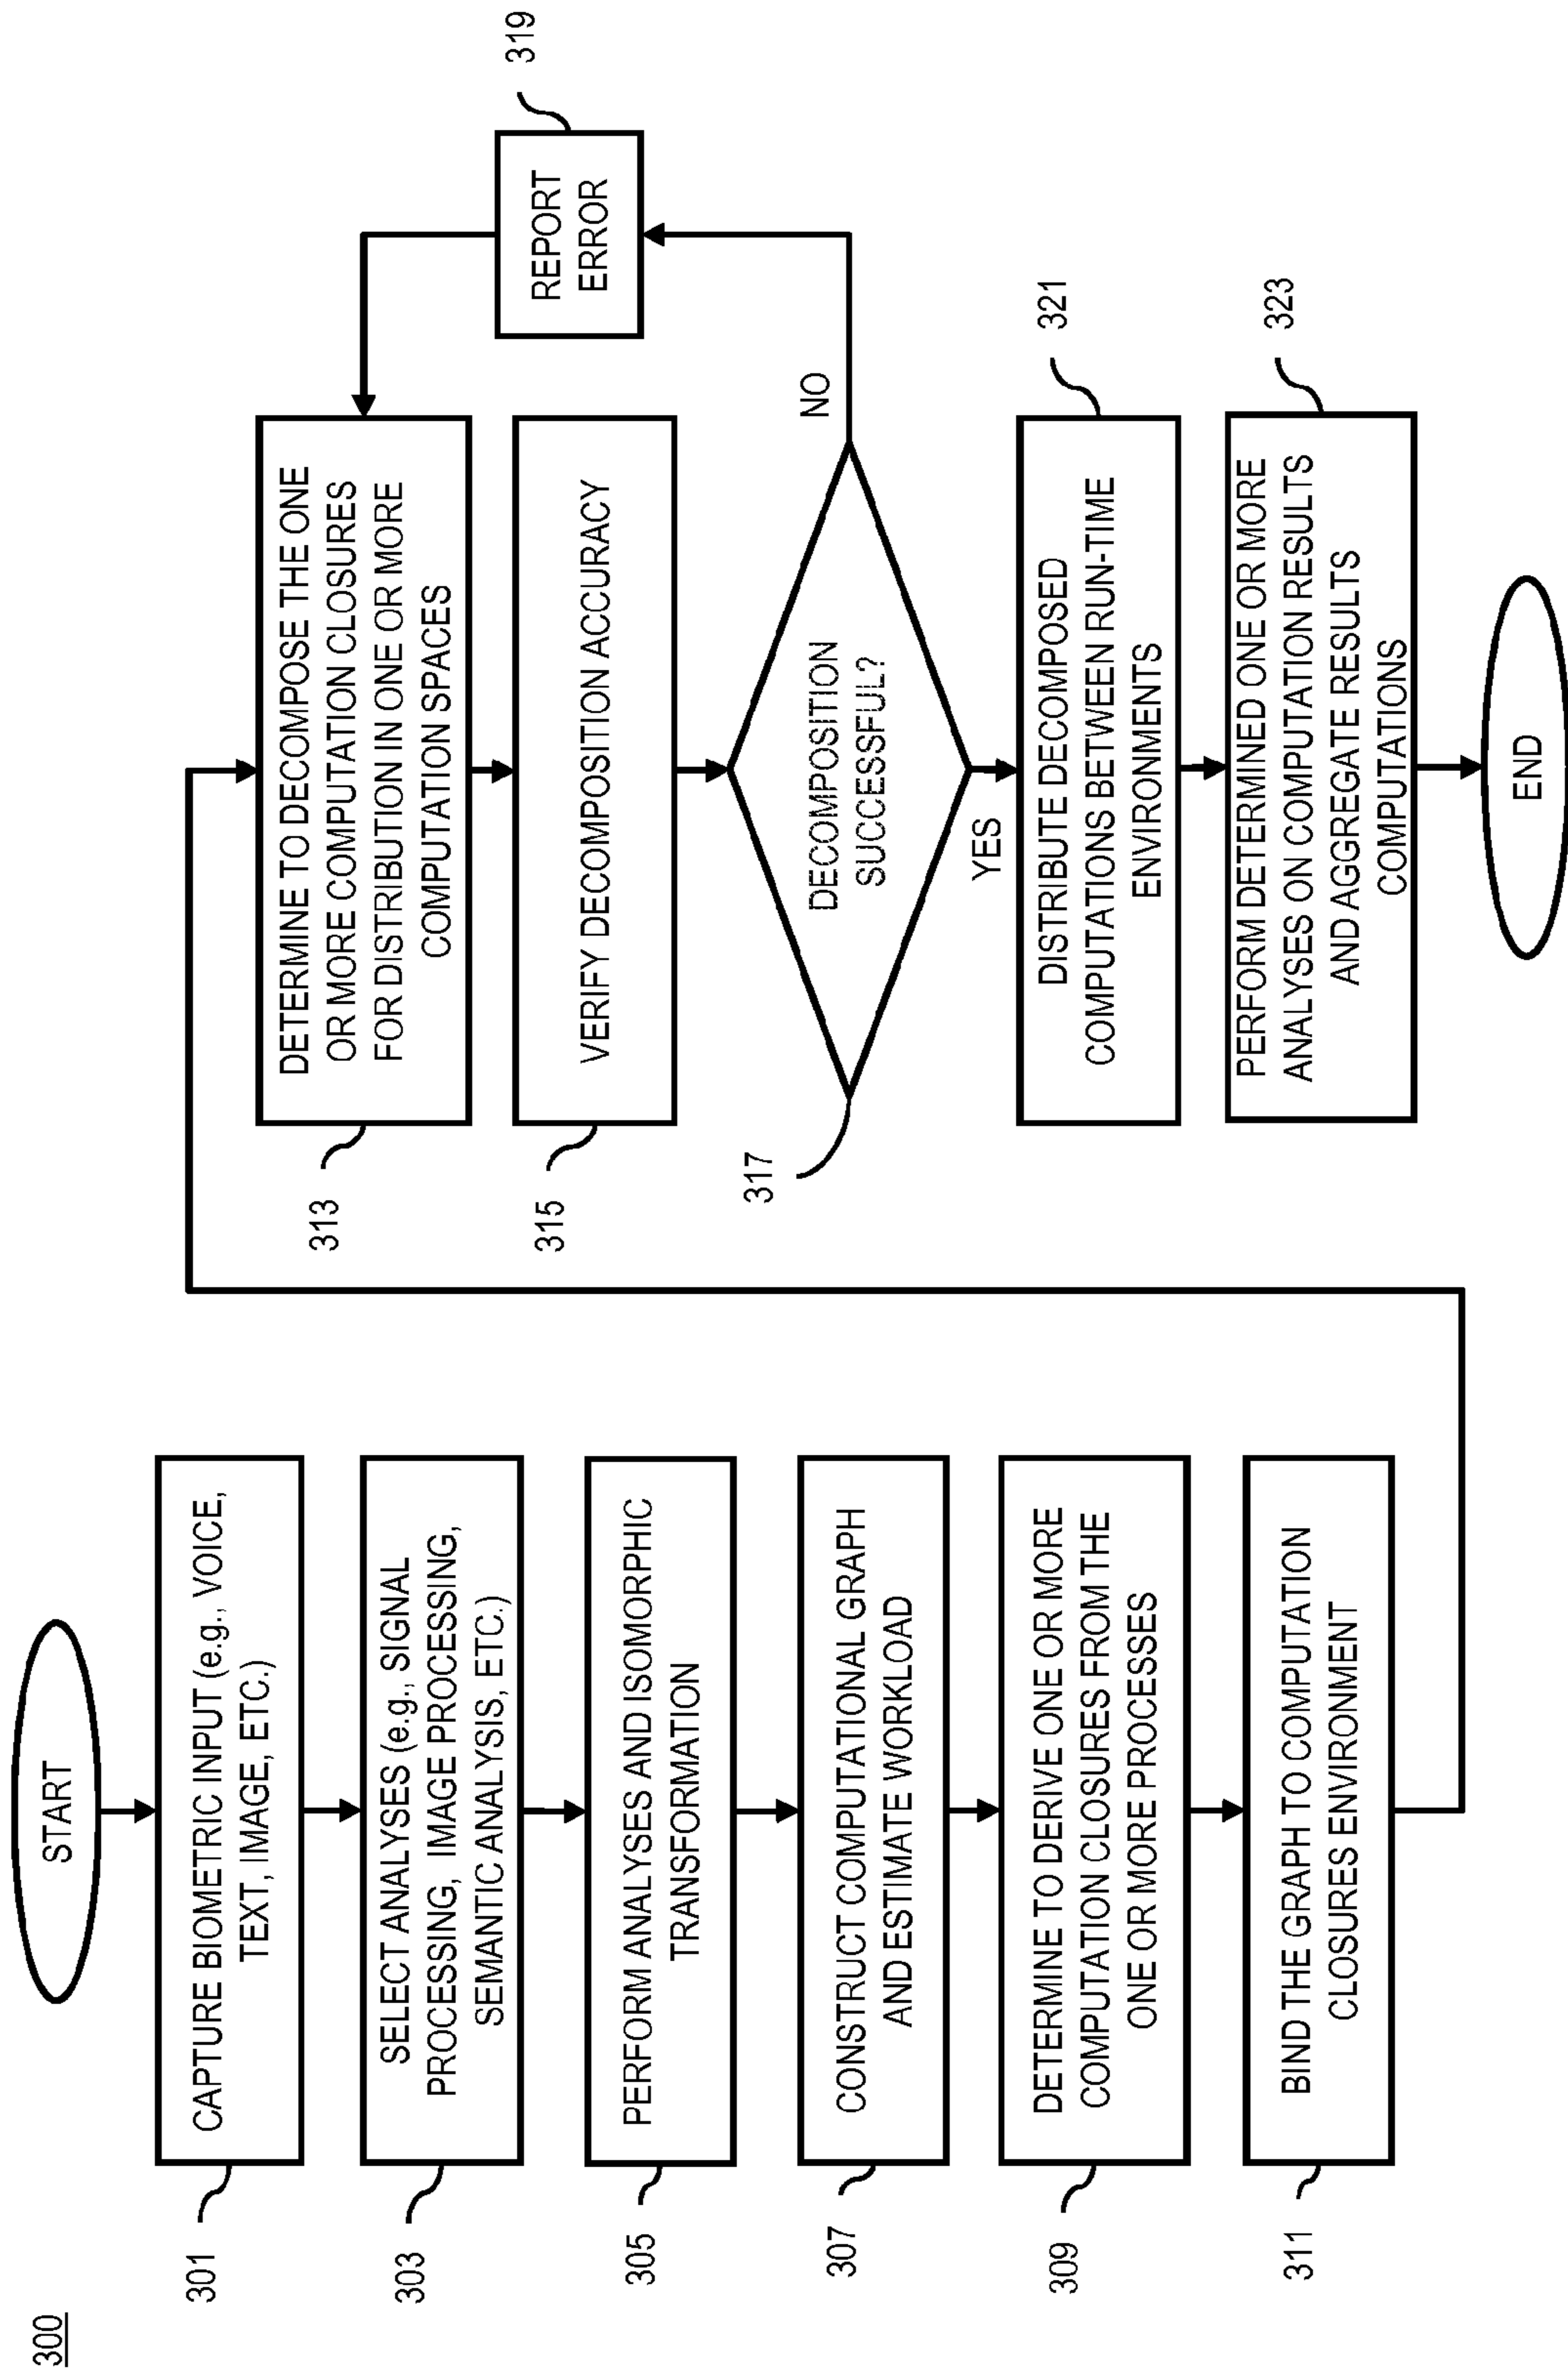 300
START
301
CAPTURE BIOMETRIC INPUT (e.g., VOICE,
TEXT, IMAGE, ETC.)
303
SELECT ANALYSES (e.g., SIGNAL
PROCESSING, IMAGE PROCESSING,
SEMANTIC ANALYSIS, ETC.)
305
PERFORM ANALYSES AND ISOMORPHIC
TRANSFORMATION
307
CONSTRUCT COMPUTATIONAL GRAPH
AND ESTIMATE WORKLOAD
309
DETERMINE TO DERIVE ONE OR MORE
COMPUTATION CLOSURES FROM THE
ONE OR MORE PROCESSES
311
BIND THE GRAPH TO COMPUTATION
CLOSURES ENVIRONMENT
313
DETERMINE TO DECOMPOSE THE ONE
OR MORE COMPUTATION CLOSURES
FOR DISTRIBUTION IN ONE OR MORE
COMPUTATION SPACES
315
VERIFY DECOMPOSITION ACCURACY
317
DECOMPOSITION
SUCCESSFUL?
NO
319
REPORT
ERROR
YES
321
DISTRIBUTE DECOMPOSED
COMPUTATIONS BETWEEN RUN-TIME
ENVIRONMENTS
323
PERFORM DETERMINED ONE OR MORE
ANALYSES ON COMPUTATION RESULTS
AND AGGREGATE RESULTS
COMPUTATIONS
END